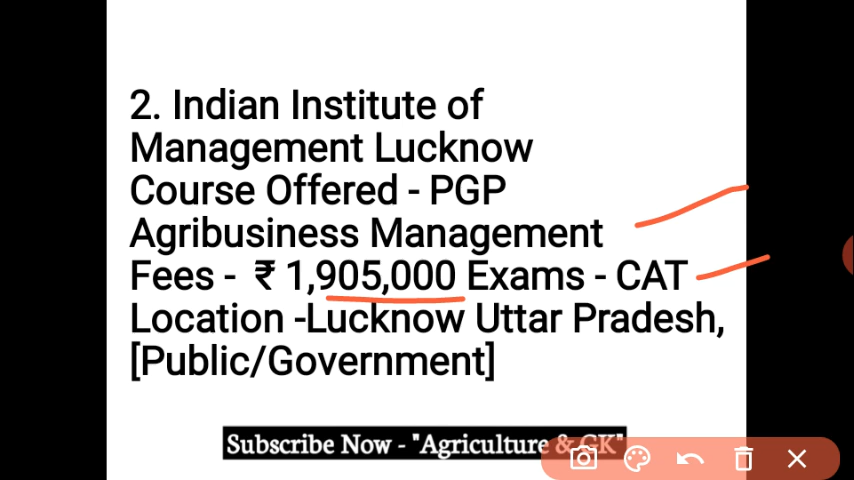 2. Indian Institute of
Management Lucknow
Course Offered - PGP
Agribusiness Management
Fees - ₹ 1,905,000 Exams - CAT
Location -Lucknow Uttar Pradesh,
[Public/Government]
Subscribe Now - "Agriculture & GK"